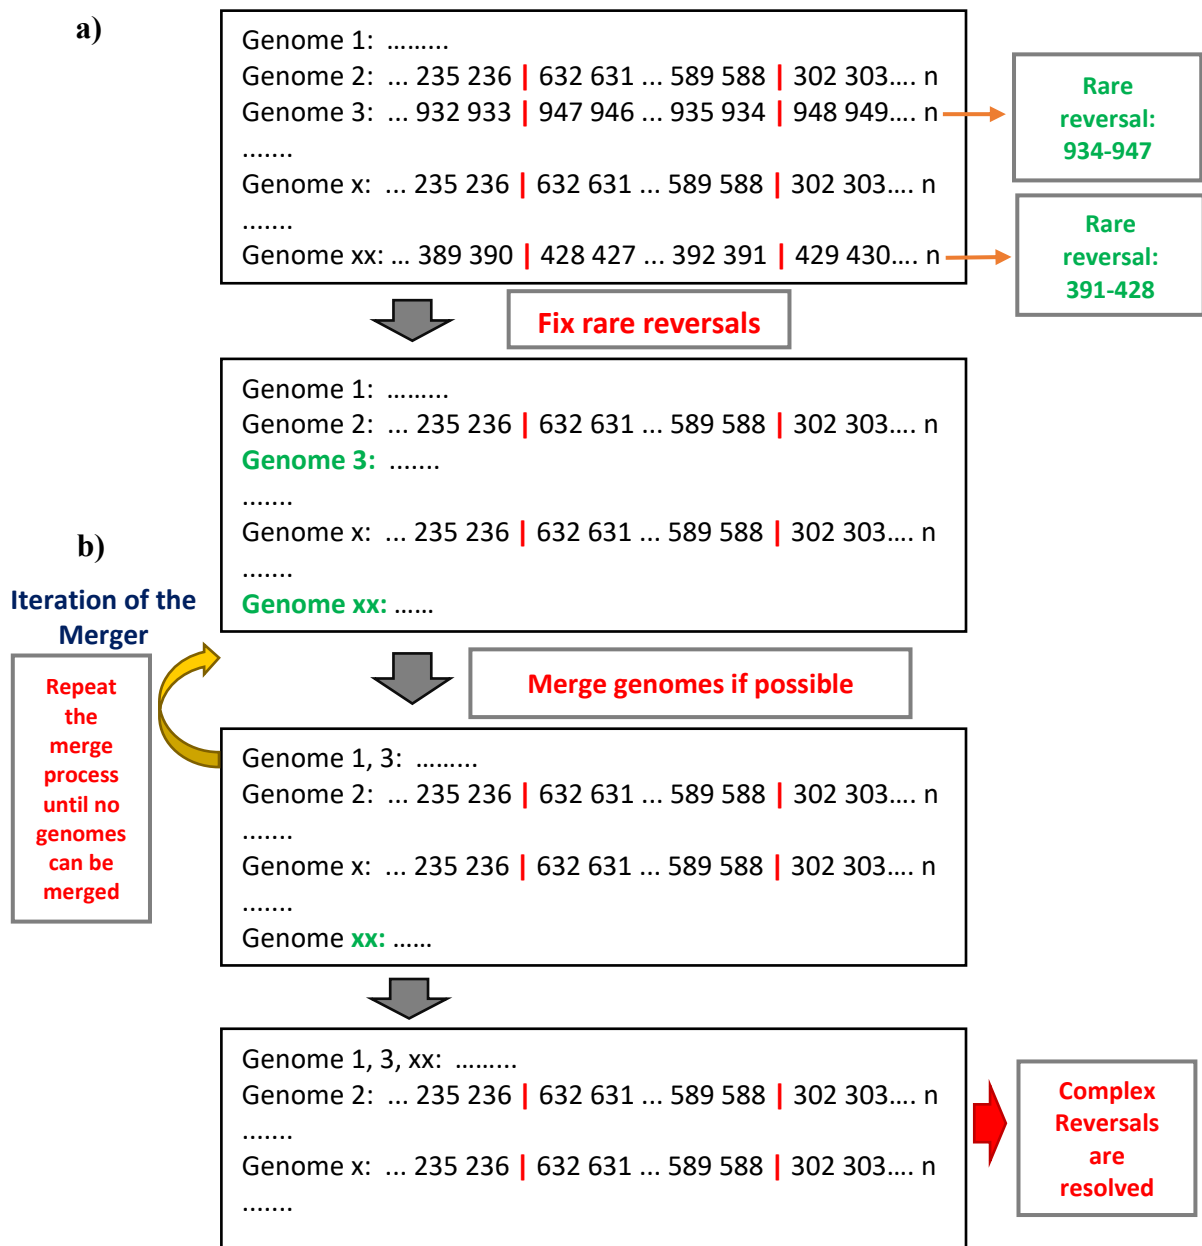 a)
Genome 1: .........
Genome 2: ... 235 236 | 632 631 ... 589 588 | 302 303.... n
Genome 3: ... 932 933 | 947 946 ... 935 934 | 948 949.... n
.......
Genome x: ... 235 236 | 632 631 ... 589 588 | 302 303.... n
.......
Genome xx: ... 389 390 | 428 427 ... 392 391 | 429 430.... n
Rare
reversal:
934-947
Rare
reversal:
391-428
Fix rare reversals
Genome 1: .........
Genome 2: ... 235 236 | 632 631 ... 589 588 | 302 303.... n
Genome 3: .......
.......
Genome x: ... 235 236 | 632 631 ... 589 588 | 302 303.... n
.......
Genome xx: ......
b)
Iteration of the
Merger
Repeat
the
merge
process
until no
genomes
can be
merged
Merge genomes if possible
Genome 1, 3: .........
Genome 2: ... 235 236 | 632 631 ... 589 588 | 302 303.... n
.......
Genome x: ... 235 236 | 632 631 ... 589 588 | 302 303.... n
.......
Genome xx: ......
Genome 1, 3, xx: .........
Genome 2: ... 235 236 | 632 631 ... 589 588 | 302 303.... n
.......
Genome x: ... 235 236 | 632 631 ... 589 588 | 302 303.... n
.......
Complex
Reversals
are
resolved